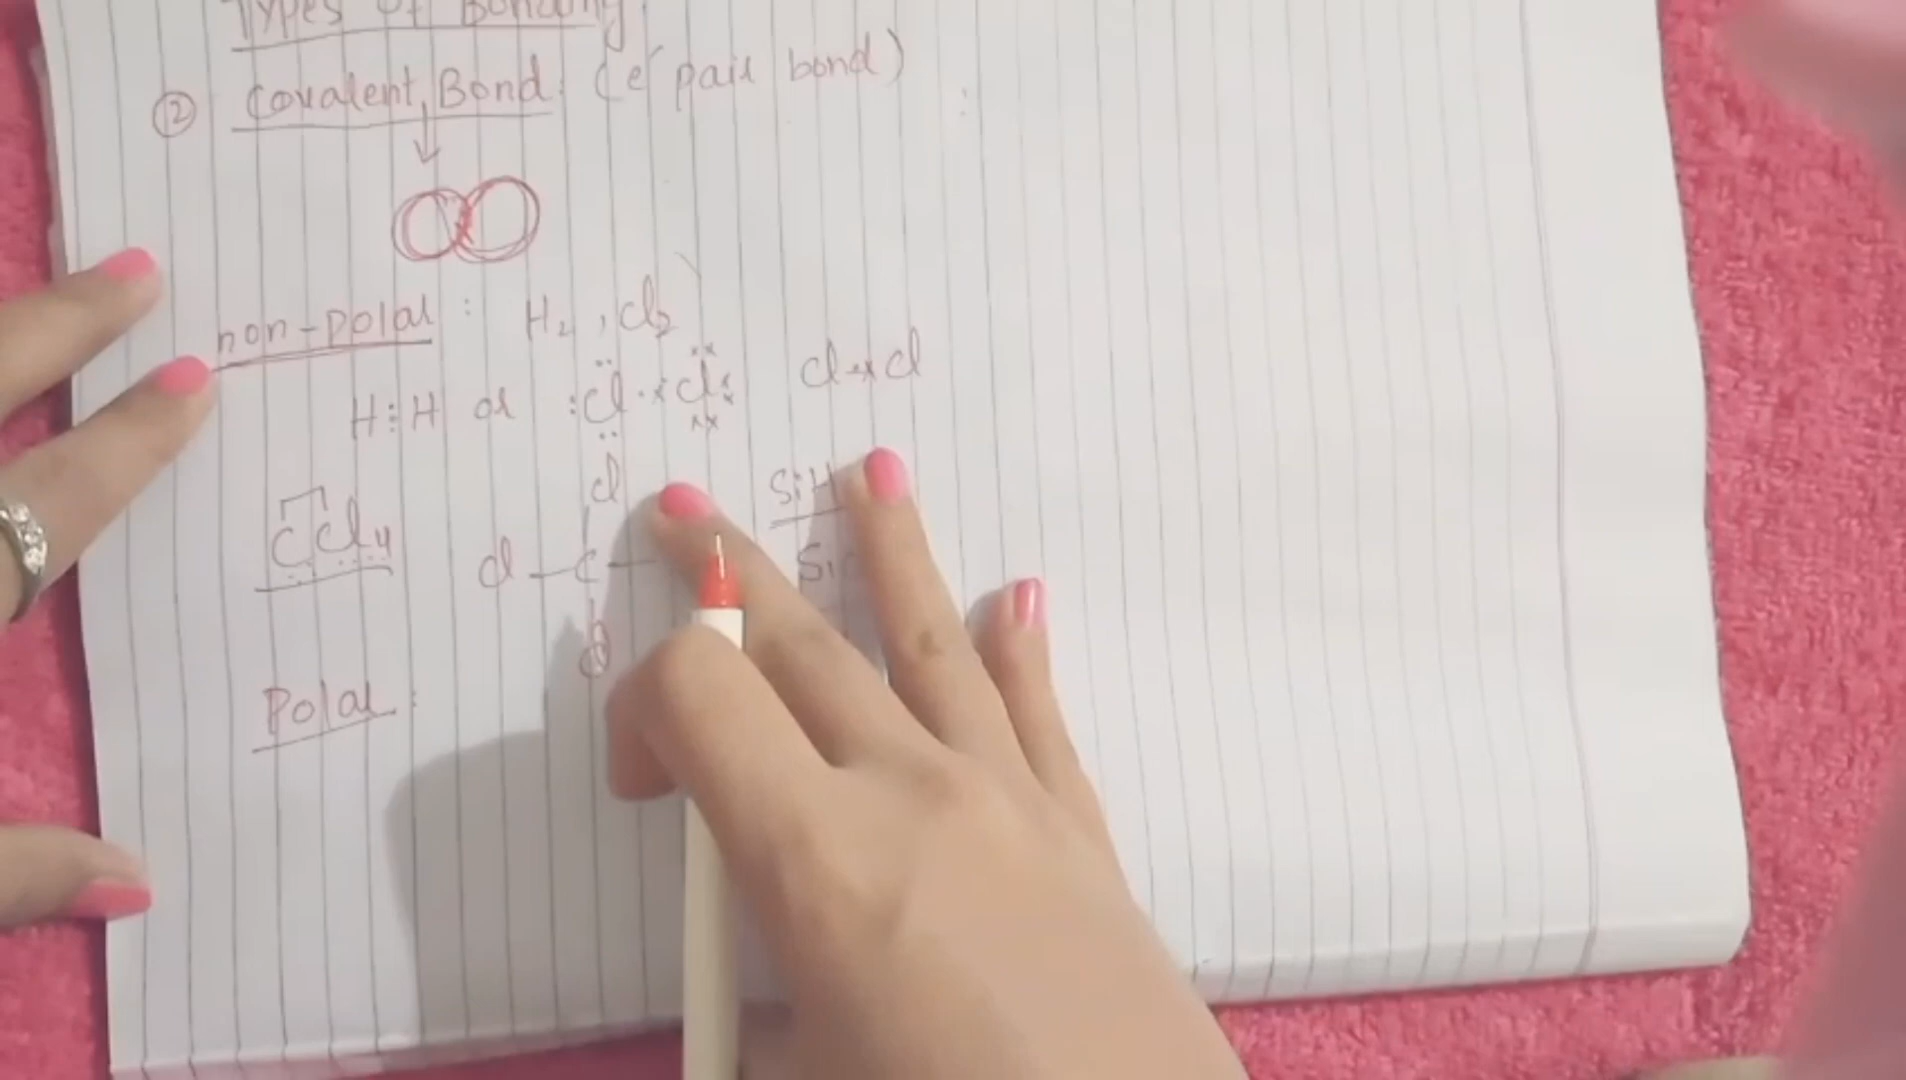 Types of Bonding
② Covalent Bond: (e⁻ pair bond)
non-polar : H₂, Cl₂
H:H or :Cl·×Cl Cl·×Cl
CCl₄
Cl
Cl—C—
Cl
SiH
Si
Polar :